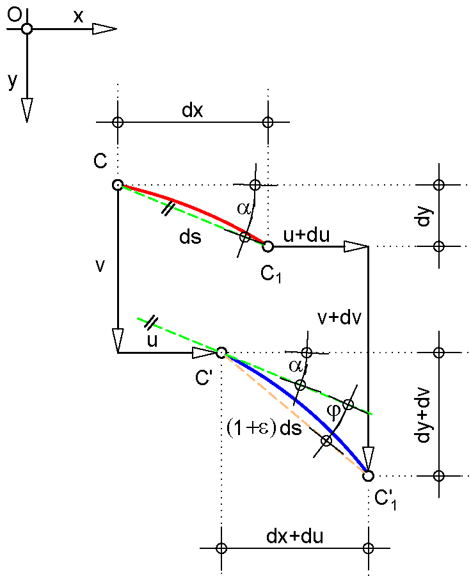 O
x
y
dx
C
α
ds
dy
C₁
u+du
v
v+dv
u
C'
α
φ
(1+ε)ds
dy+dv
C'₁
dx+du